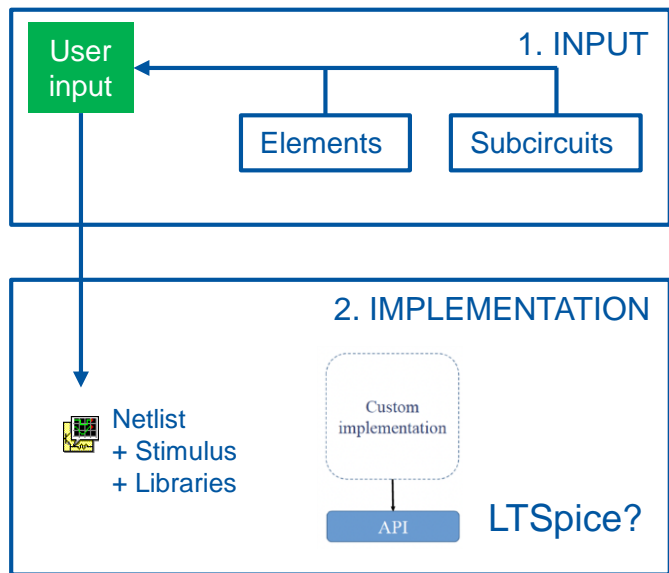 1. INPUT
User
input
Elements
Subcircuits
2. IMPLEMENTATION
Netlist
+ Stimulus
+ Libraries
Custom
implementation
API
LTSpice?